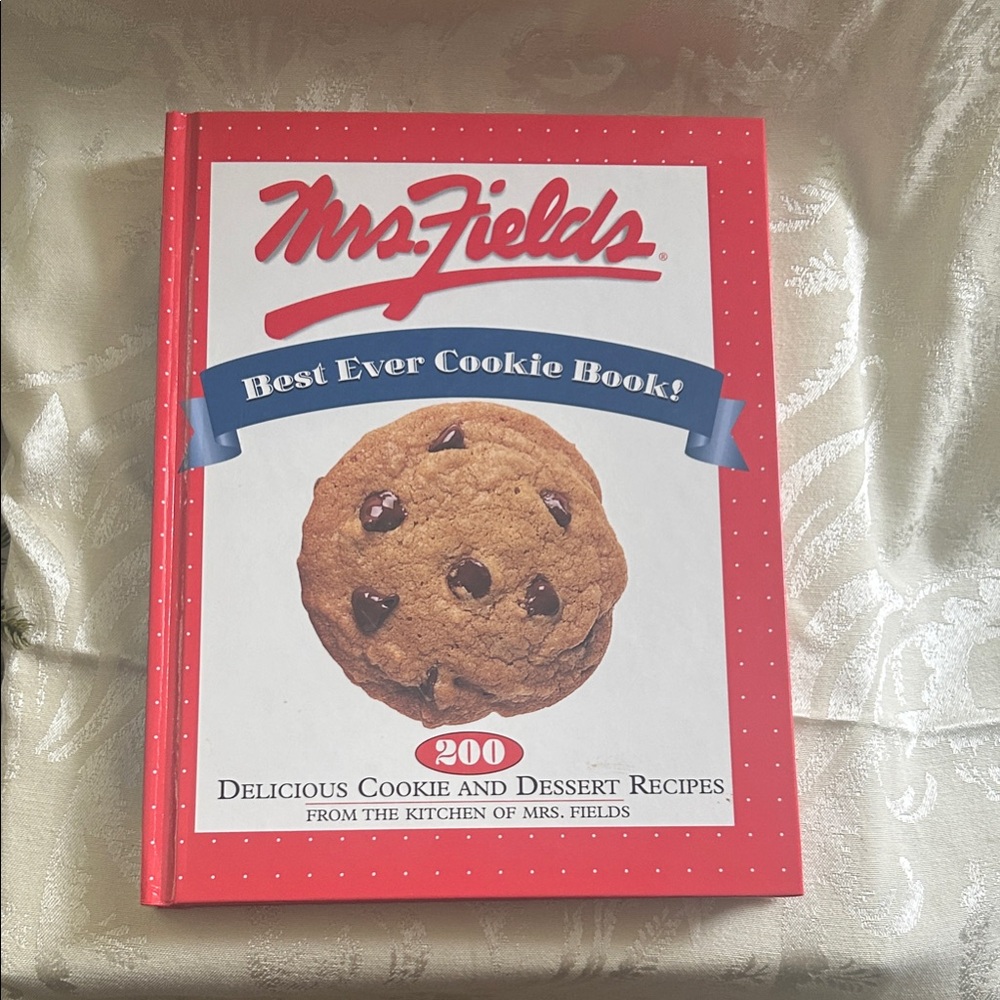 Mrs. Fields®
Best Ever Cookie Book!
200
DELICIOUS COOKIE AND DESSERT RECIPES
FROM THE KITCHEN OF MRS. FIELDS